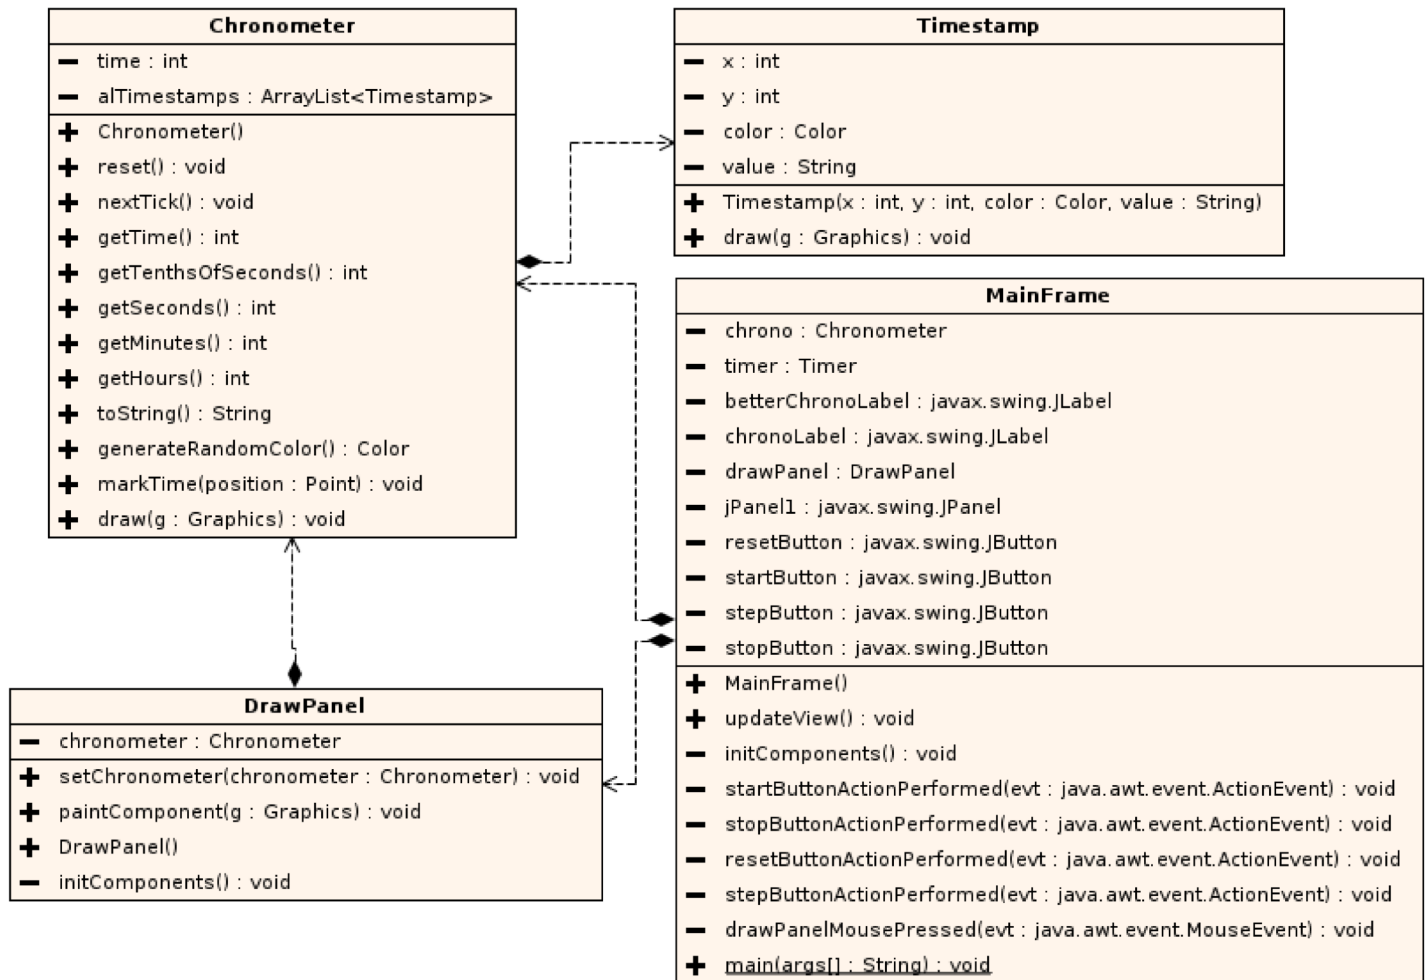 Chronometer
− time : int
− alTimestamps : ArrayList<Timestamp>
+ Chronometer()
+ reset() : void
+ nextTick() : void
+ getTime() : int
+ getTenthsOfSeconds() : int
+ getSeconds() : int
+ getMinutes() : int
+ getHours() : int
+ toString() : String
+ generateRandomColor() : Color
+ markTime(position : Point) : void
+ draw(g : Graphics) : void
Timestamp
− x : int
− y : int
− color : Color
− value : String
+ Timestamp(x : int, y : int, color : Color, value : String)
+ draw(g : Graphics) : void
MainFrame
− chrono : Chronometer
− timer : Timer
− betterChronoLabel : javax.swing.JLabel
− chronoLabel : javax.swing.JLabel
− drawPanel : DrawPanel
− jPanel1 : javax.swing.JPanel
− resetButton : javax.swing.JButton
− startButton : javax.swing.JButton
− stepButton : javax.swing.JButton
− stopButton : javax.swing.JButton
+ MainFrame()
+ updateView() : void
− initComponents() : void
− startButtonActionPerformed(evt : java.awt.event.ActionEvent) : void
− stopButtonActionPerformed(evt : java.awt.event.ActionEvent) : void
− resetButtonActionPerformed(evt : java.awt.event.ActionEvent) : void
− stepButtonActionPerformed(evt : java.awt.event.ActionEvent) : void
− drawPanelMousePressed(evt : java.awt.event.MouseEvent) : void
+ main(args[] : String) : void
DrawPanel
− chronometer : Chronometer
+ setChronometer(chronometer : Chronometer) : void
+ paintComponent(g : Graphics) : void
+ DrawPanel()
− initComponents() : void